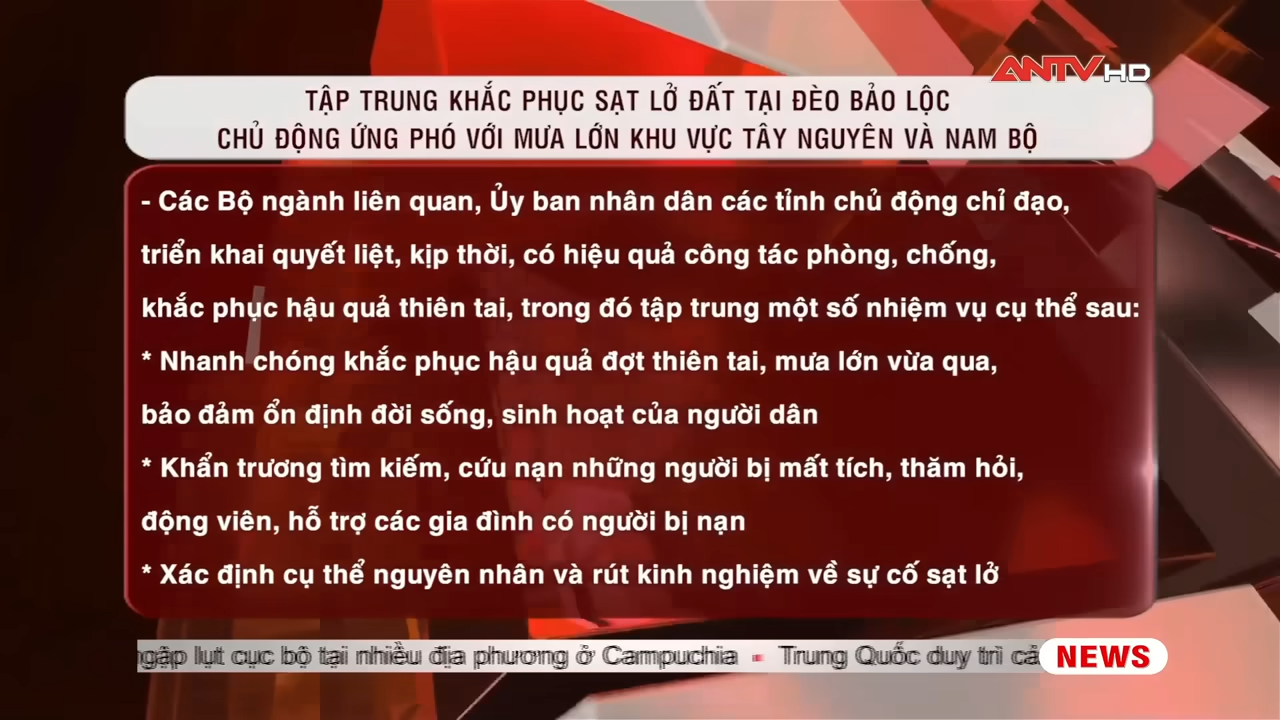 ANTV HD
TẬP TRUNG KHẮC PHỤC SẠT LỞ ĐẤT TẠI ĐÈO BẢO LỘC
CHỦ ĐỘNG ỨNG PHÓ VỚI MƯA LỚN KHU VỰC TÂY NGUYÊN VÀ NAM BỘ
- Các Bộ ngành liên quan, Ủy ban nhân dân các tỉnh chủ động chỉ đạo,
triển khai quyết liệt, kịp thời, có hiệu quả công tác phòng, chống,
khắc phục hậu quả thiên tai, trong đó tập trung một số nhiệm vụ cụ thể sau:
* Nhanh chóng khắc phục hậu quả đợt thiên tai, mưa lớn vừa qua,
bảo đảm ổn định đời sống, sinh hoạt của người dân
* Khẩn trương tìm kiếm, cứu nạn những người bị mất tích, thăm hỏi,
động viên, hỗ trợ các gia đình có người bị nạn
* Xác định cụ thể nguyên nhân và rút kinh nghiệm về sự cố sạt lở
ngập lụt cục bộ tại nhiều địa phương ở Campuchia - Trung Quốc duy trì NEWS